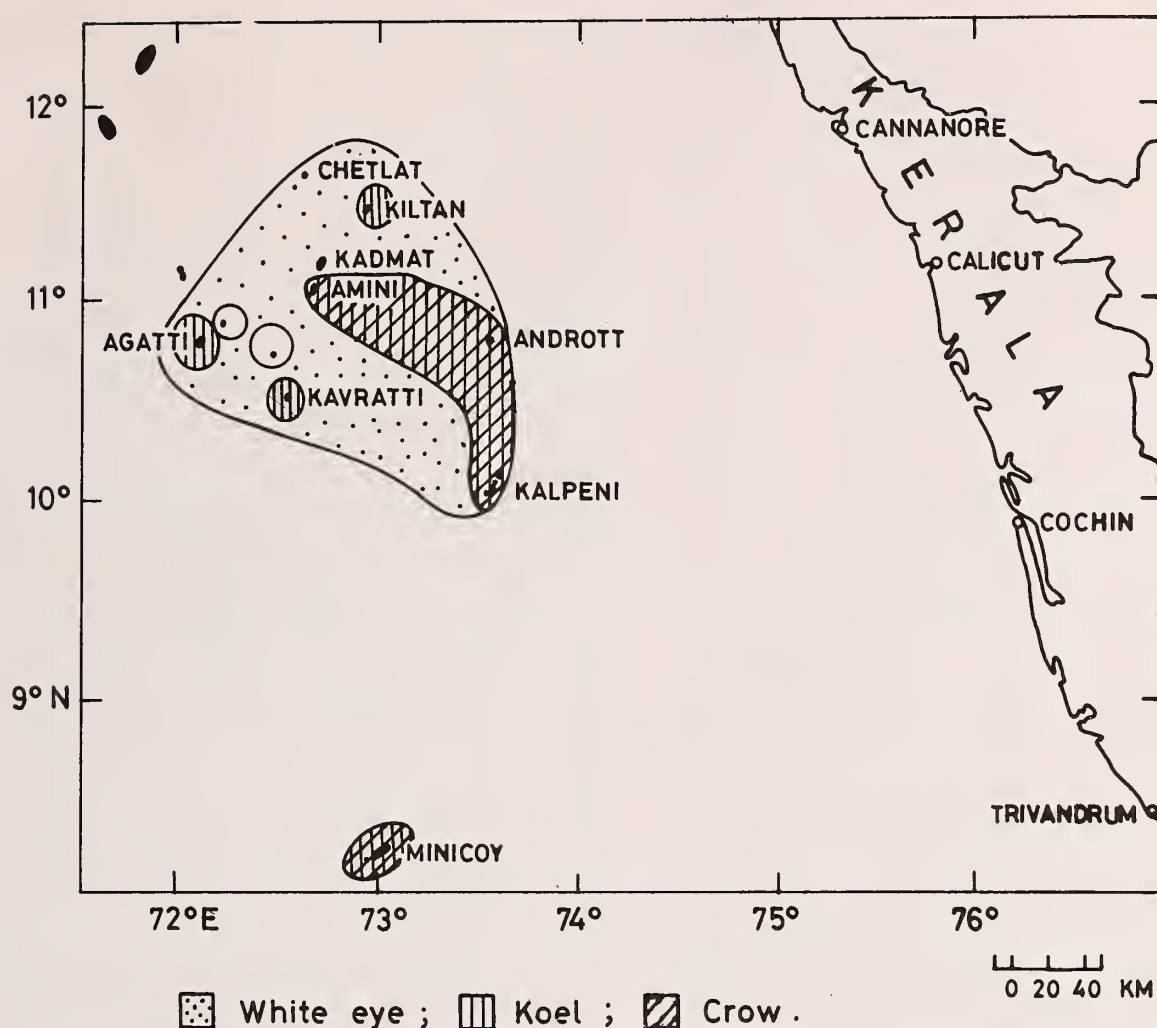 12°
CANNANORE
KERALA
CHETLAT
KILTAN
KADMAT
CALICUT
AMINI
11°
AGATTI
ANDROTT
KAVRATTI
10°
KALPENI
COCHIN
9° N
TRIVANDRUM
MINICOY
72°E 73° 74° 75° 76°
0 20 40 KM
White eye ; Koel ; Crow .